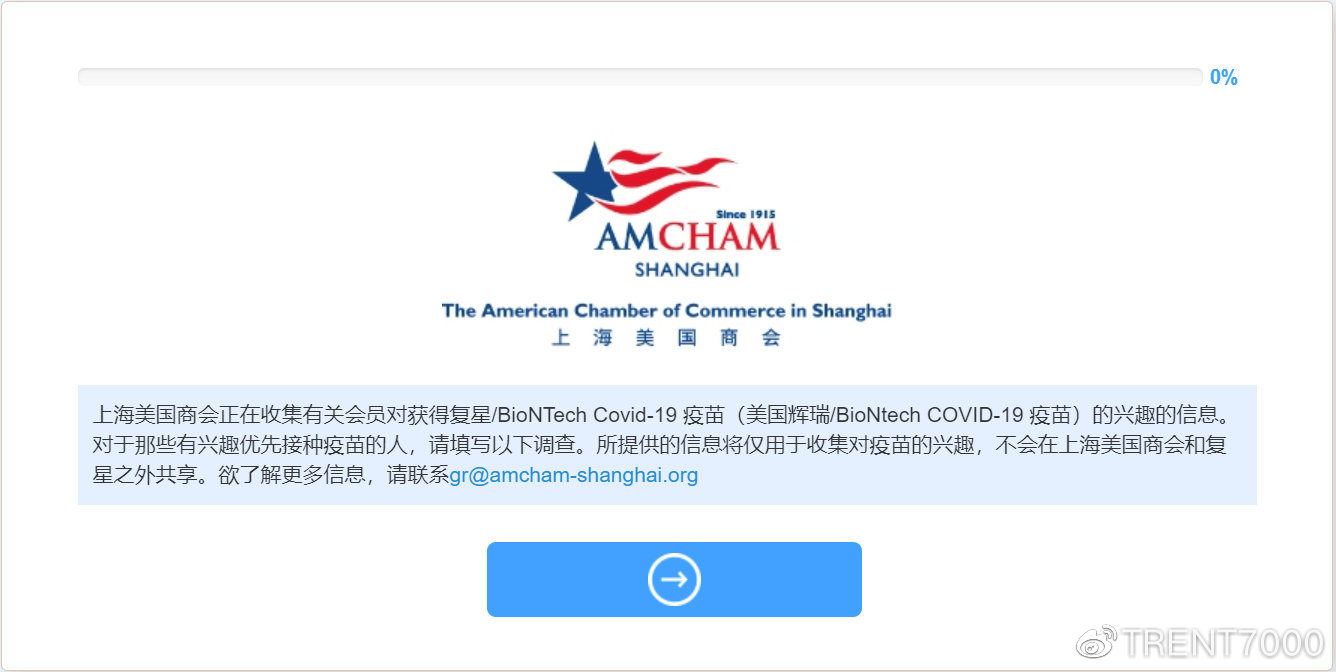 0%
Since 1915
AMCHAM
SHANGHAI
The American Chamber of Commerce in Shanghai
上海美国商会
上海美国商会正在收集有关会员对获得复星/BioNTech Covid-19 疫苗（美国辉瑞/BioNtech COVID-19 疫苗）的兴趣的信息。
对于那些有兴趣优先接种疫苗的人，请填写以下调查。所提供的信息将仅用于收集对疫苗的兴趣，不会在上海美国商会和复
星之外共享。欲了解更多信息，请联系gr@amcham-shanghai.org
TRENT7000